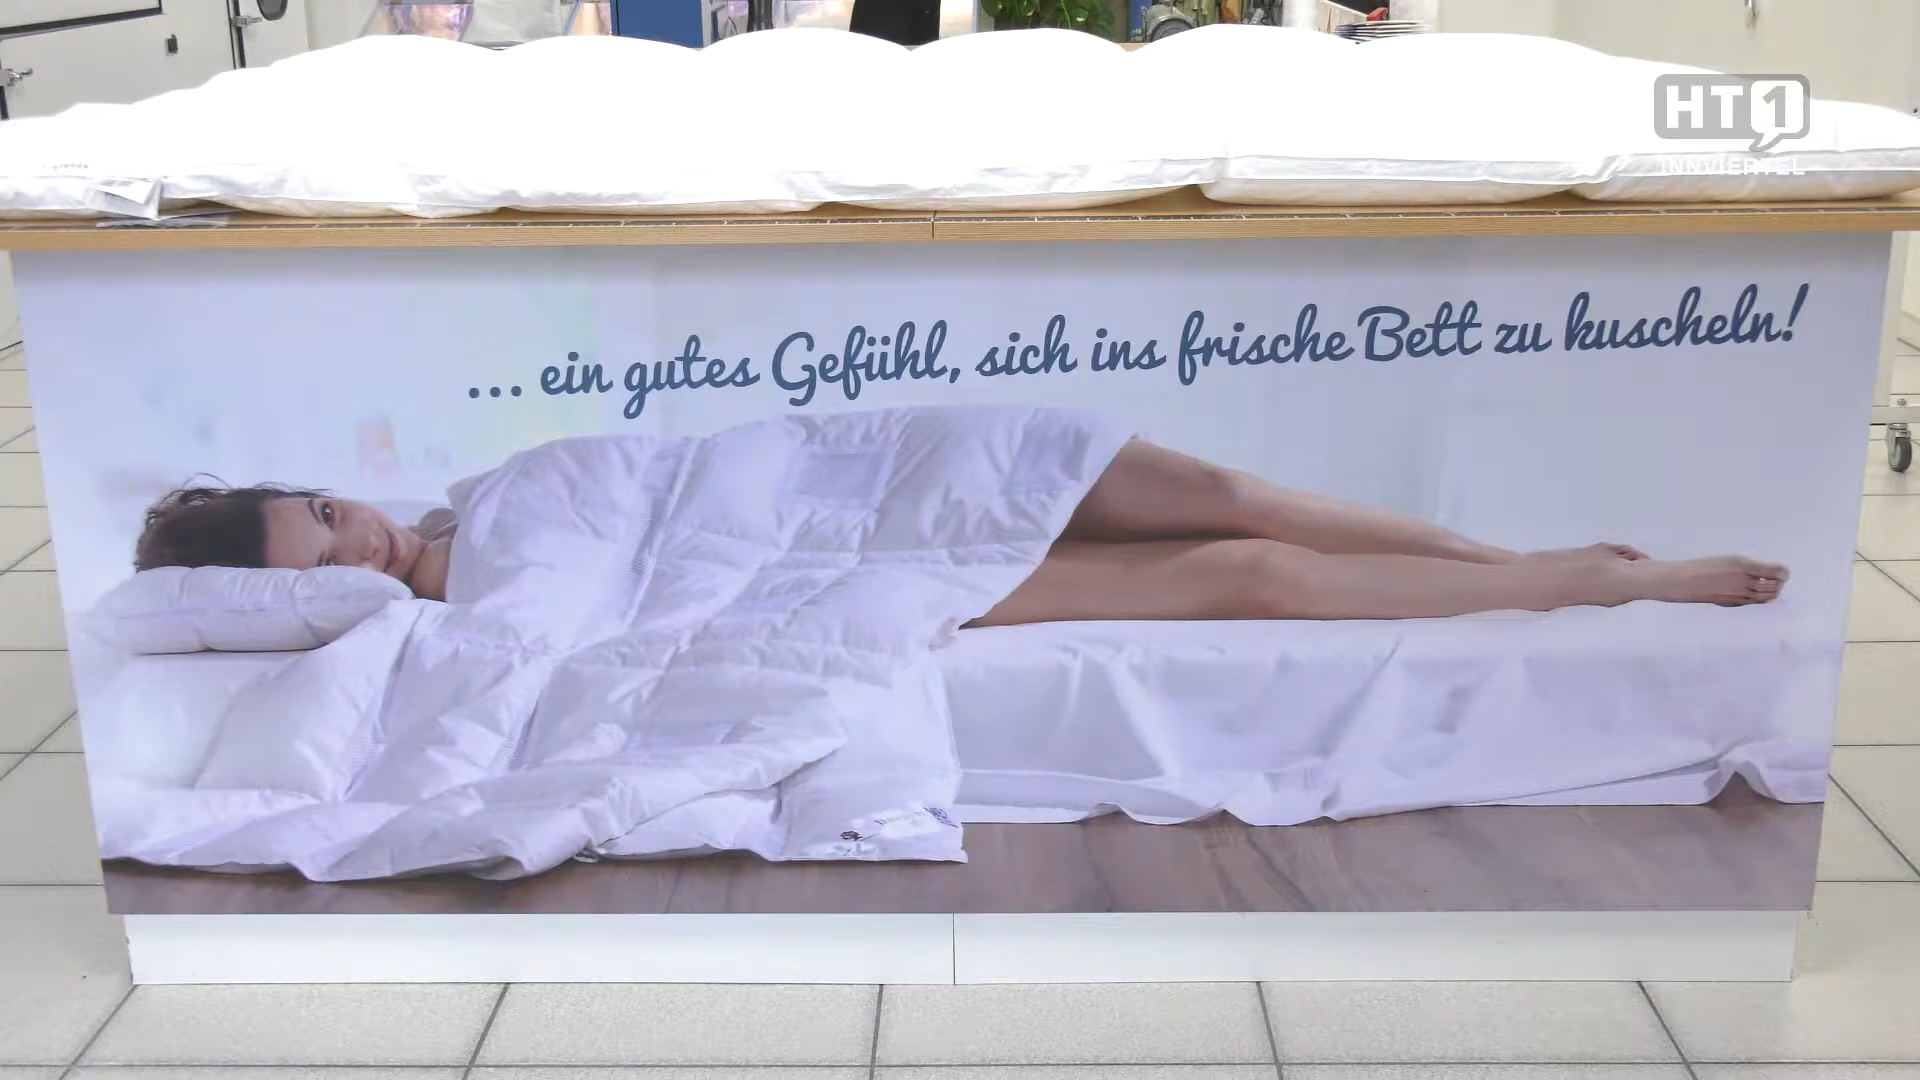 HT1
INNVIERTEL
... ein gutes Gefühl, sich ins frische Bett zu kuscheln!